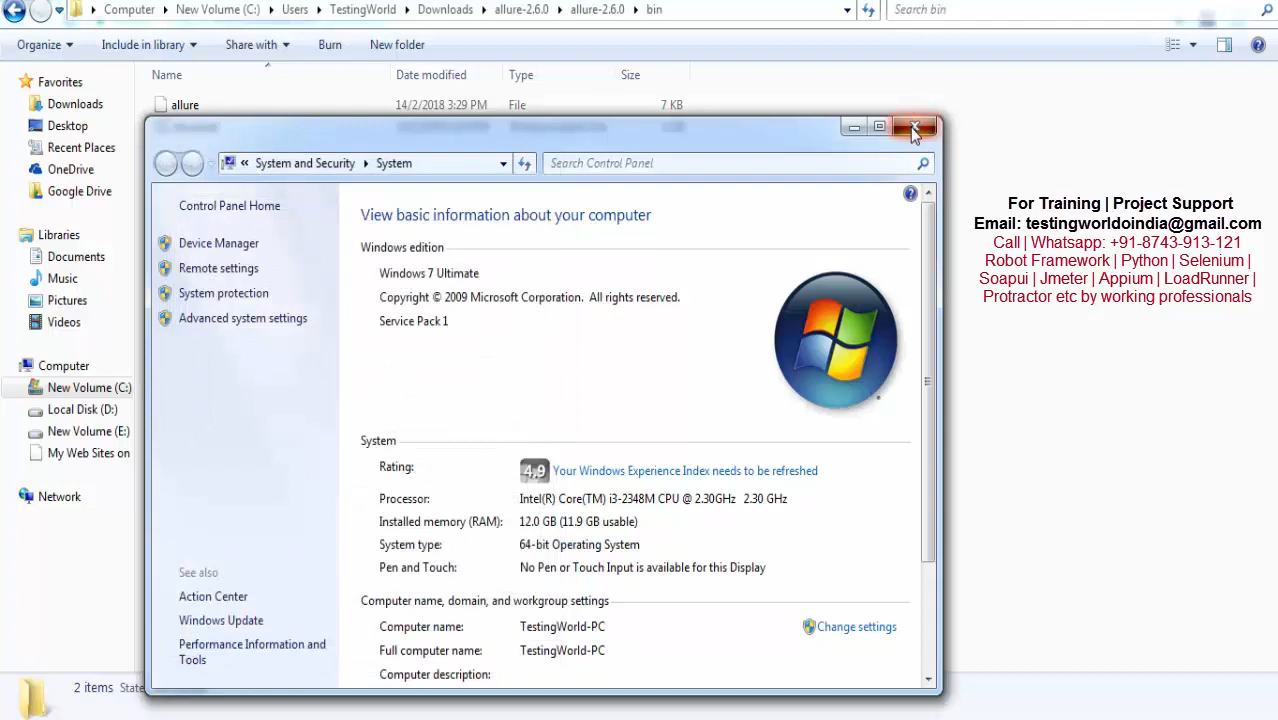 Computer New Volume (C:) Users TestingWorld Downloads allure-2.6.0 allure-2.6.0 bin Search bin
Organize Include in library Share with Burn New folder
Name Date modified Type Size
allure 14/2/2018 3:29 PM File 7 KB
Favorites
Downloads
Desktop
Recent Places
OneDrive
Google Drive
Libraries
Documents
Music
Pictures
Videos
Computer
New Volume (C:)
Local Disk (D:)
New Volume (E:)
My Web Sites on
Network
2 items State
« System and Security System Search Control Panel
Control Panel Home
Device Manager
Remote settings
System protection
Advanced system settings
See also
Action Center
Windows Update
Performance Information and
Tools
View basic information about your computer
Windows edition
Windows 7 Ultimate
Copyright © 2009 Microsoft Corporation. All rights reserved.
Service Pack 1
System
Rating: 4.9 Your Windows Experience Index needs to be refreshed
Processor: Intel(R) Core(TM) i3-2348M CPU @ 2.30GHz 2.30 GHz
Installed memory (RAM): 12.0 GB (11.9 GB usable)
System type: 64-bit Operating System
Pen and Touch: No Pen or Touch Input is available for this Display
Computer name, domain, and workgroup settings
Computer name: TestingWorld-PC Change settings
Full computer name: TestingWorld-PC
Computer description:
For Training | Project Support
Email: testingworldoindia@gmail.com
Call | Whatsapp: +91-8743-913-121
Robot Framework | Python | Selenium |
Soapui | Jmeter | Appium | LoadRunner |
Protractor etc by working professionals